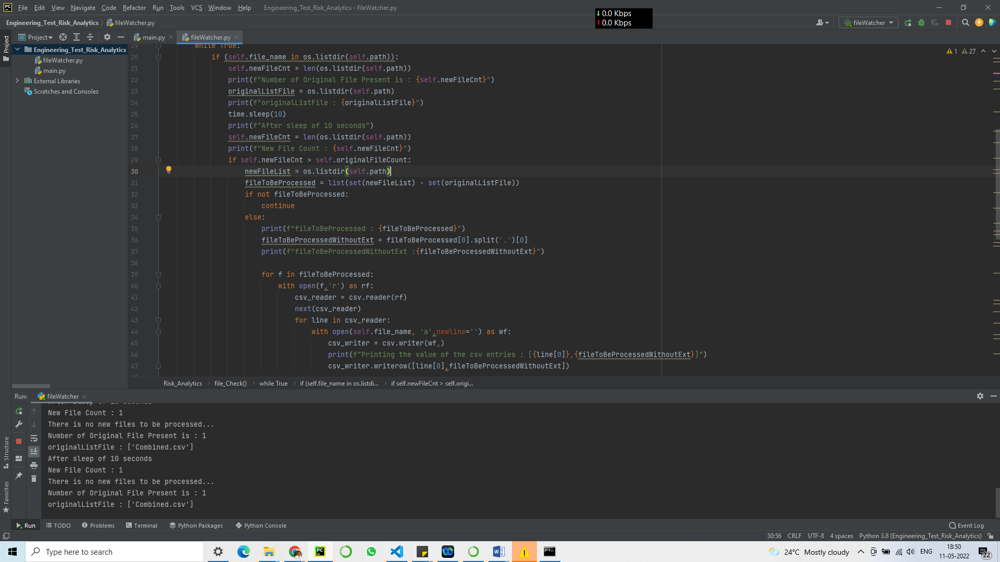 File Edit View Navigate Code Refactor Run Tools VCS Window Help Engineering_Test_Risk_Analytics - fileWatcher.py
0.0 Kbps
0.0 Kbps
Engineering_Test_Risk_Analytics fileWatcher.py
fileWatcher
Project
Project
main.py fileWatcher.py
Engineering_Test_Risk_Analytics
fileWatcher.py
main.py
External Libraries
Scratches and Consoles
1 27
19 while True:
20 if (self.file_name in os.listdir(self.path)):
21 self.newFileCnt = len(os.listdir(self.path))
22 print(f"Number of Original File Present is : {self.newFileCnt}")
23 originalListFile = os.listdir(self.path)
24 print(f"originalListFile : {originalListFile}")
25 time.sleep(10)
26 print(f"After sleep of 10 seconds")
27 self.newFileCnt = len(os.listdir(self.path))
28 print(f"New File Count : {self.newFileCnt}")
29 if self.newFileCnt > self.originalFileCount:
30 newFileList = os.listdir(self.path)
31 fileToBeProcessed = list(set(newFileList) - set(originalListFile))
32 if not fileToBeProcessed:
33 continue
34 else:
35 print(f"fileToBeProcessed : {fileToBeProcessed}")
36 fileToBeProcessedWithoutExt = fileToBeProcessed[0].split('.')[0]
37 print(f"fileToBeProcessedWithoutExt :{fileToBeProcessedWithoutExt}")
38
39 for f in fileToBeProcessed:
40 with open(f,'r') as rf:
41 csv_reader = csv.reader(rf)
42 next(csv_reader)
43 for line in csv_reader:
44 with open(self.file_name, 'a',newline='') as wf:
45 csv_writer = csv.writer(wf,)
46 print(f"Printing the value of the csv entries : [{line[0]},{fileToBeProcessedWithoutExt}]")
47 csv_writer.writerow([line[0],fileToBeProcessedWithoutExt])
Risk_Analytics file_Check() while True if (self.file_name in os.listdi... if self.newFileCnt > self.origi...
Run: fileWatcher
After sleep of 10 seconds
New File Count : 1
There is no new files to be processed...
Number of Original File Present is : 1
originalListFile : ['Combined.csv']
After sleep of 10 seconds
New File Count : 1
There is no new files to be processed...
Number of Original File Present is : 1
originalListFile : ['Combined.csv']
Structure
Favorites
Run TODO Problems Terminal Python Packages Python Console Event Log
30:56 CRLF UTF-8 4 spaces Python 3.8 (Engineering_Test_Risk_Analytics)
Type here to search
24°C Mostly cloudy ENG
18:50
11-05-2022
22